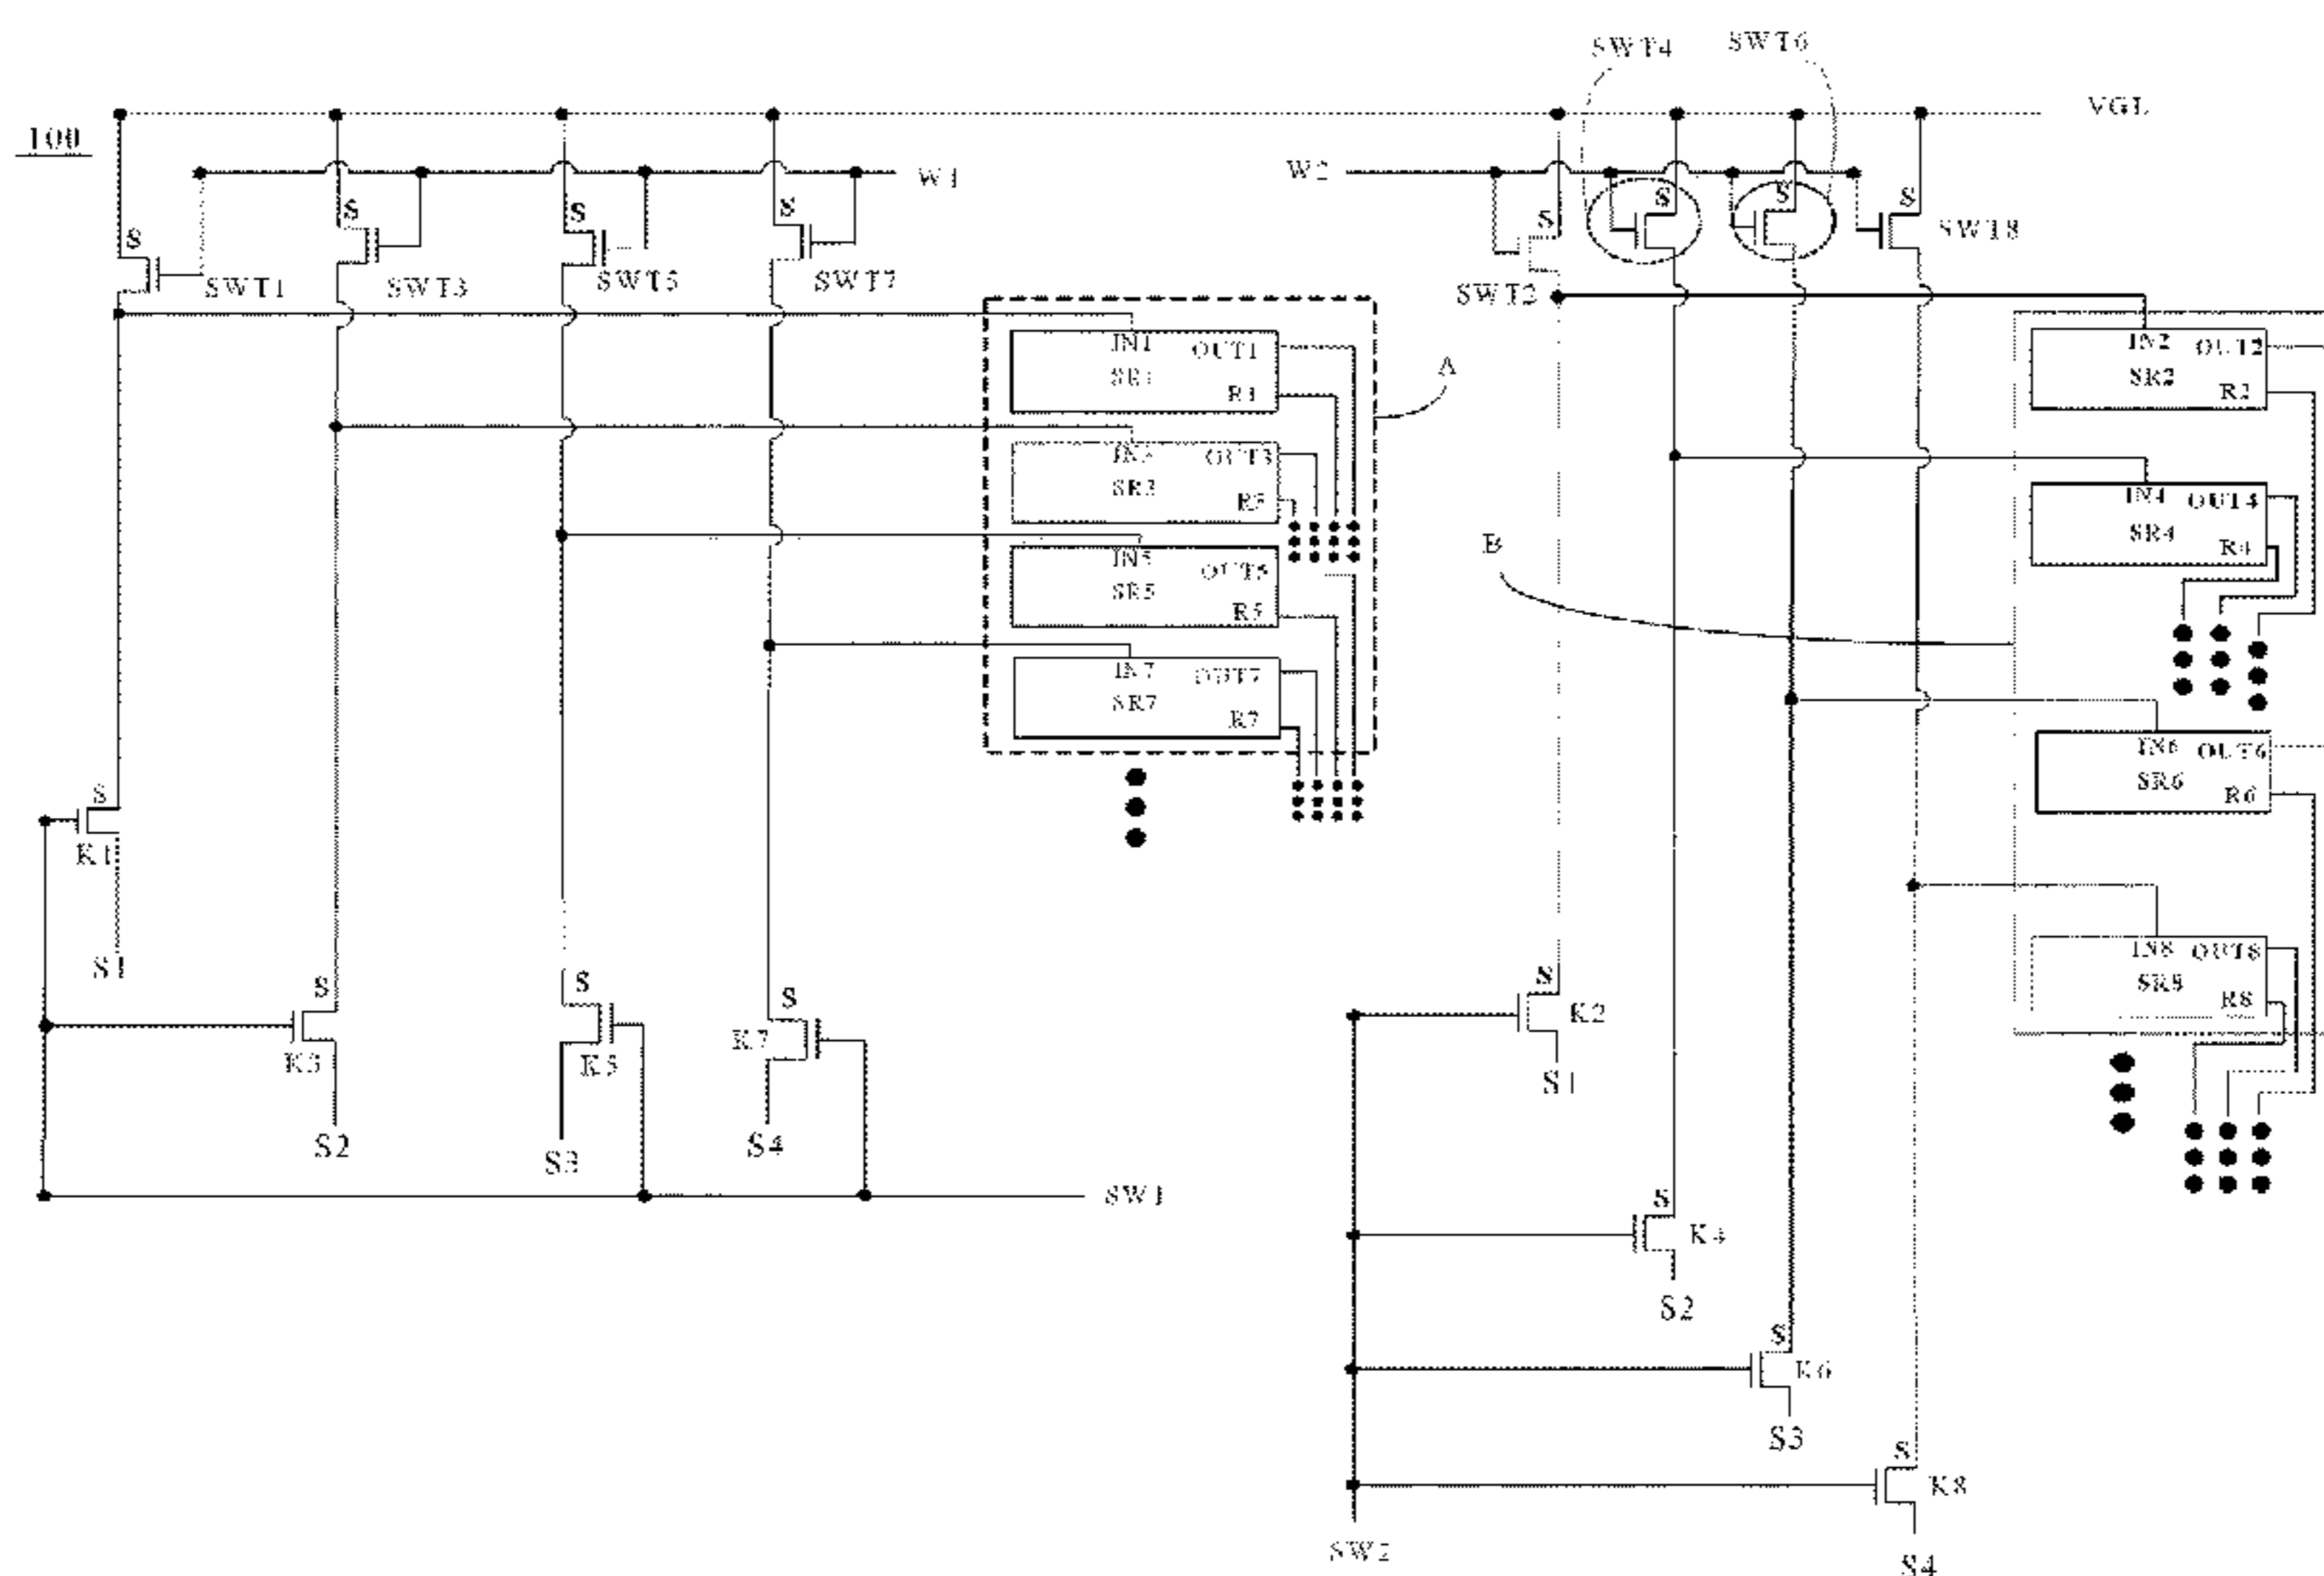 SWT4 SWT6
100
VGL
W1
W2
S S S S
S S S S
SWT1 SWT3 SWT5 SWT7
SWT2
SWT8
IN1 OUT1
SR1
R1
A
OUT3
SR3
R3
IN5 OUT5
SR5
R5
IN7 OUT7
SR7
R7
IN2 OUT2
SR2
R2
IN4 OUT4
SR4
R4
B
IN6 OUT6
SR6
R6
IN8 OUT8
R8
S
K1
S1
S
K3
S2
S
K5
S3
S
K7
S4
SW1
S
K2
S1
S
K4
S2
S
K6
S3
S
K8
S4
SW2